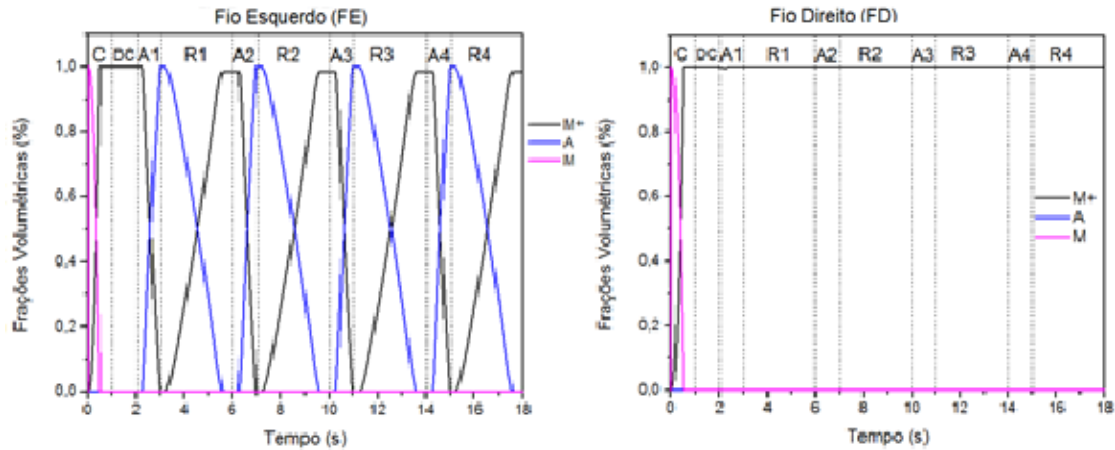 Fio Esquerdo (FE)
C DC A1 R1 A2 R2 A3 R3 A4 R4
1,0
0,8
0,6
0,4
0,2
0,0
0 2 4 6 8 10 12 14 16 18
Frações Volumétricas (%)
Tempo (s)
M+
A
M
Fio Direito (FD)
C DC A1 R1 A2 R2 A3 R3 A4 R4
1,0
0,8
0,6
0,4
0,2
0,0
0 2 4 6 8 10 12 14 16 18
Frações Volumétricas (%)
Tempo (s)
M+
A
M